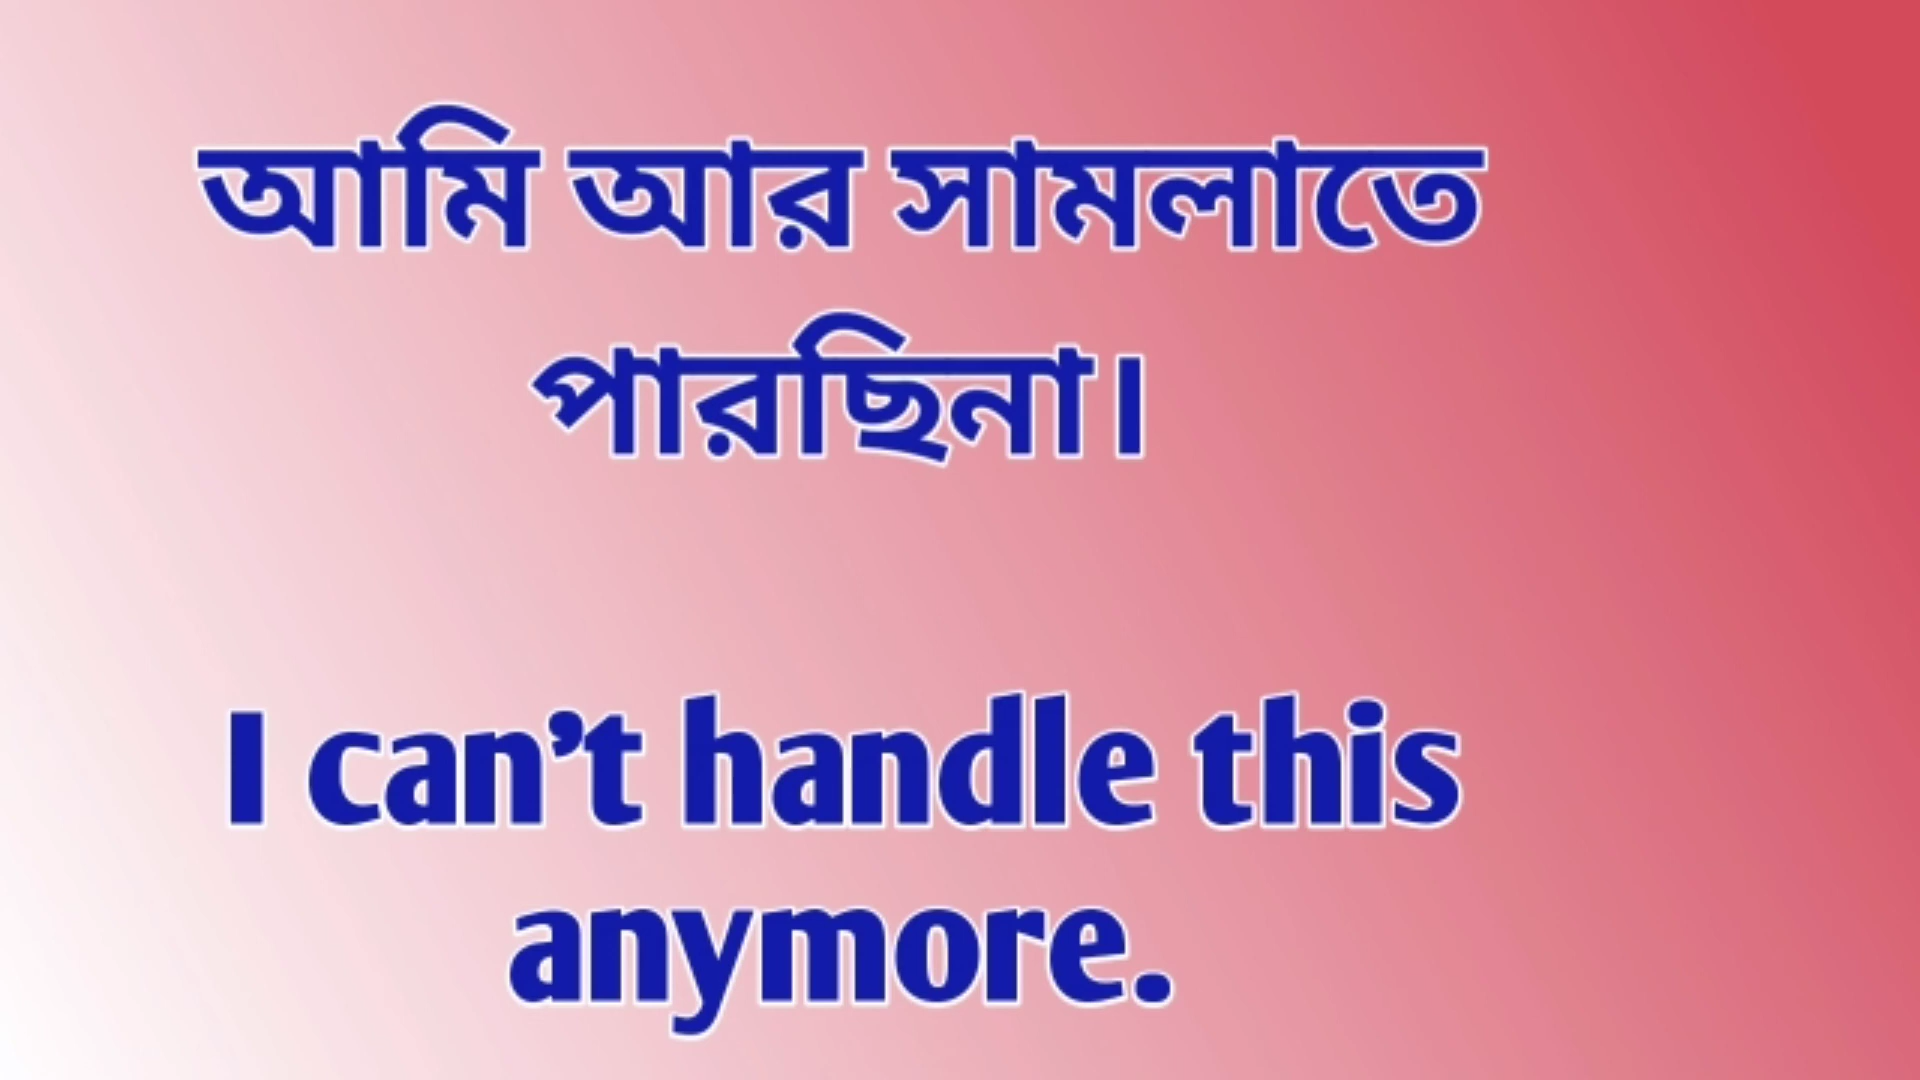 আমি আর সামলাতে
পারছিনা।
I can't handle this
anymore.